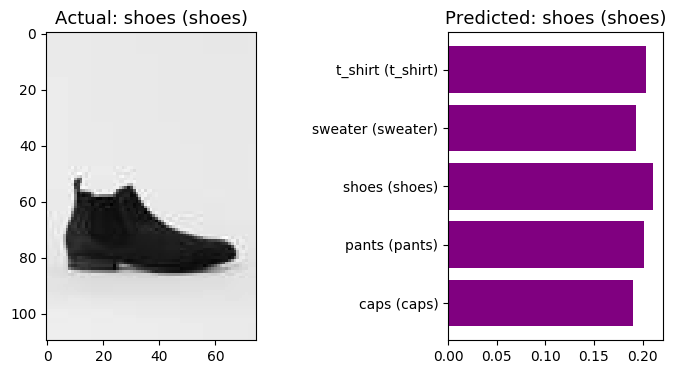 Actual: shoes (shoes)
0
20
40
60
80
100
0 20 40 60
Predicted: shoes (shoes)
t_shirt (t_shirt)
sweater (sweater)
shoes (shoes)
pants (pants)
caps (caps)
0.00 0.05 0.10 0.15 0.20